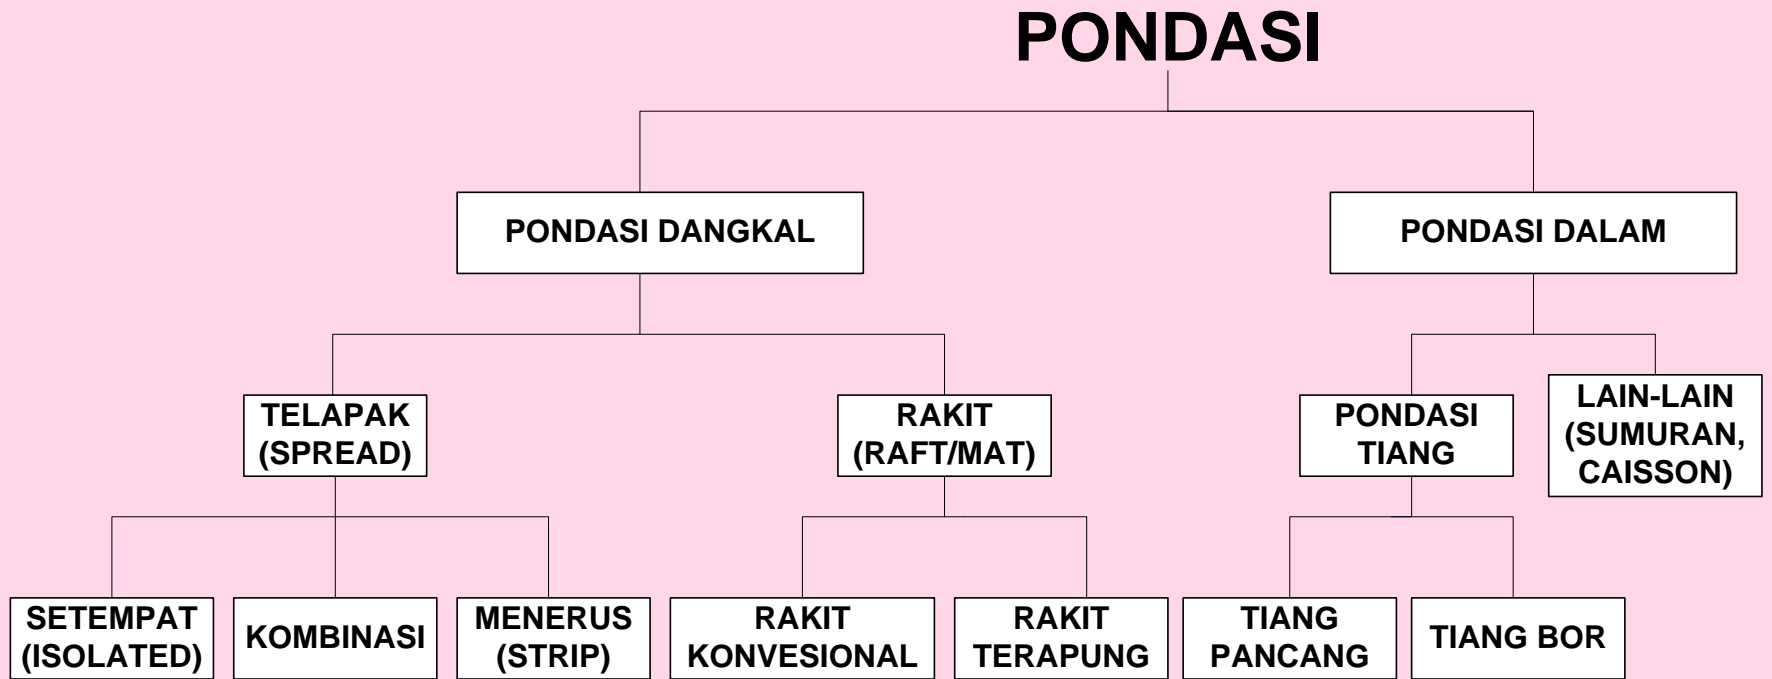 PONDASI
PONDASI DANGKAL
PONDASI DALAM
TELAPAK
(SPREAD)
RAKIT
(RAFT/MAT)
PONDASI
TIANG
LAIN-LAIN
(SUMURAN,
CAISSON)
SETEMPAT
(ISOLATED)
KOMBINASI
MENERUS
(STRIP)
RAKIT
KONVESIONAL
RAKIT
TERAPUNG
TIANG
PANCANG
TIANG BOR